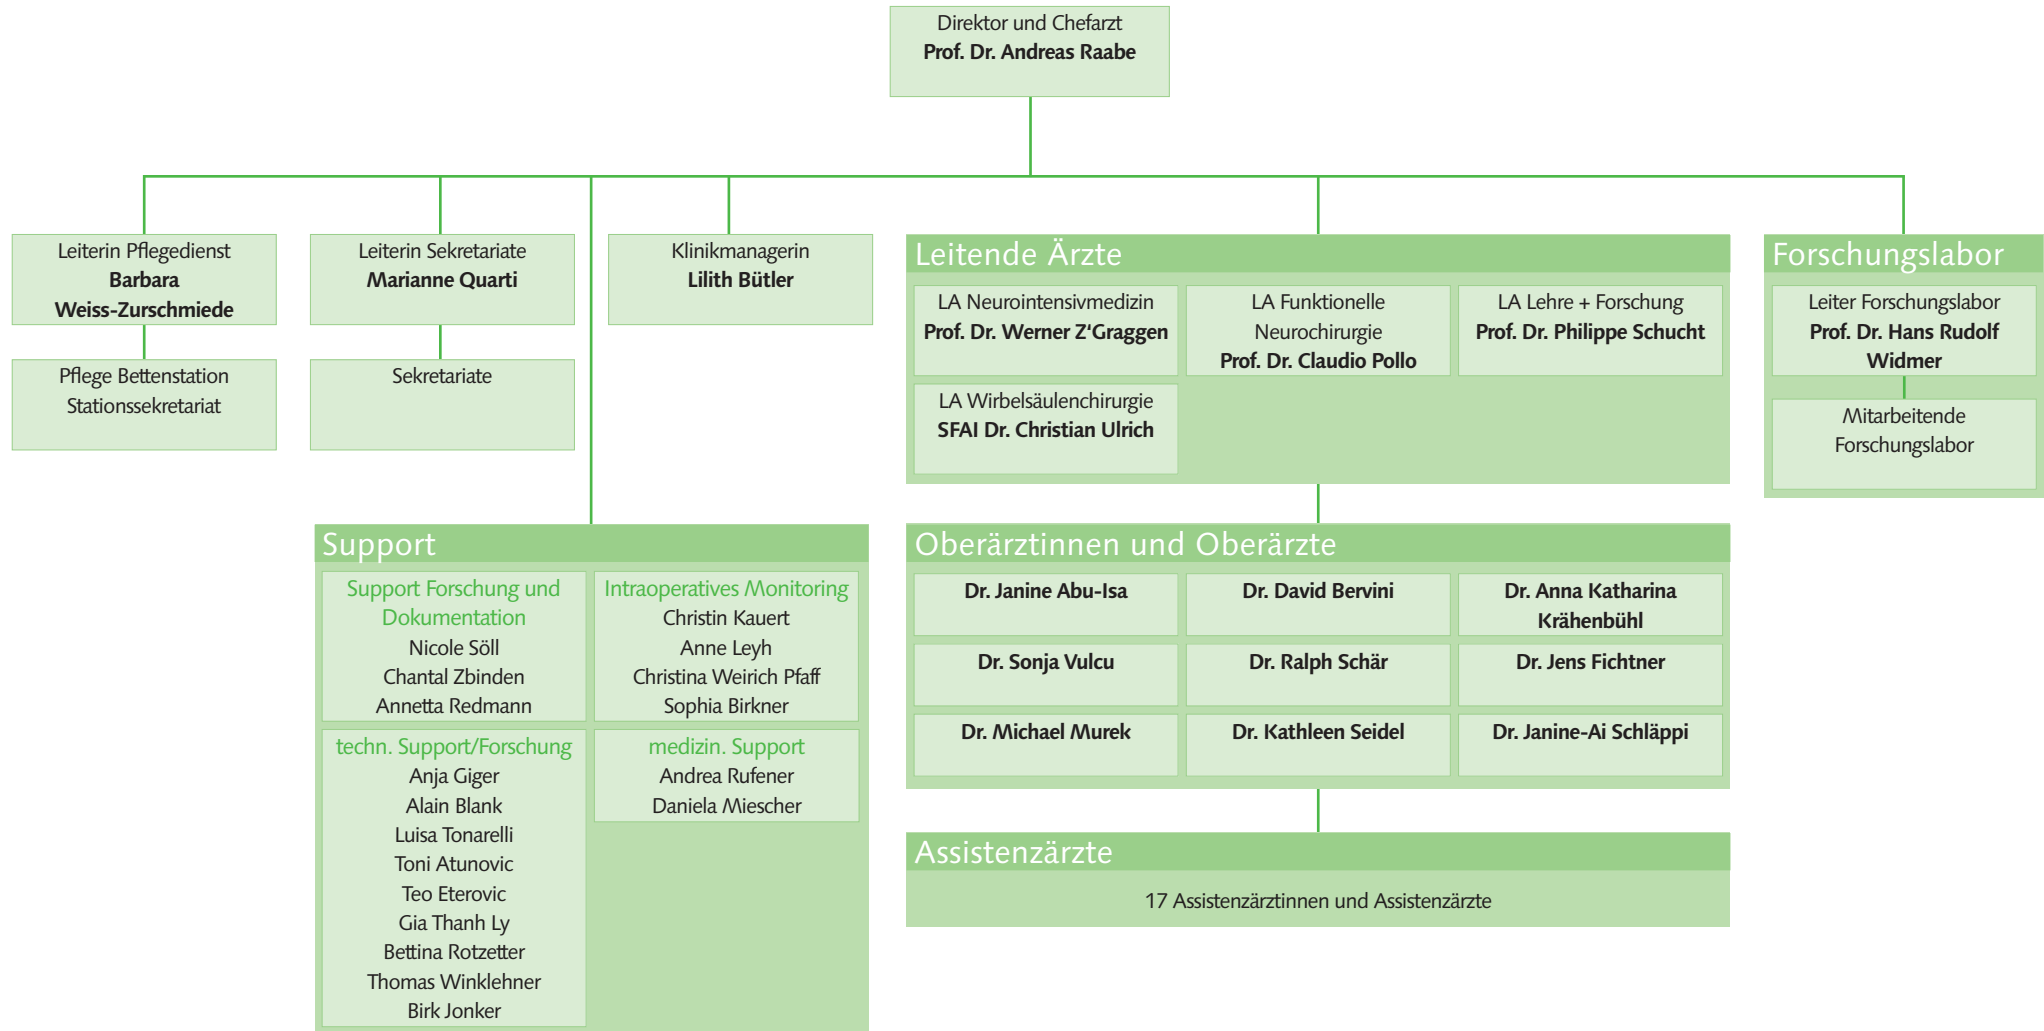 Direktor und Chefarzt
Prof. Dr. Andreas Raabe
Leiterin Pflegedienst
Barbara
Weiss-Zurschmiede
Pflege Bettenstation
Stationssekretariat
Leiterin Sekretariate
Marianne Quarti
Sekretariate
Klinikmanagerin
Lilith Bütler
Leitende Ärzte
LA Neurointensivmedizin
Prof. Dr. Werner Z'Graggen
LA Funktionelle
Neurochirurgie
Prof. Dr. Claudio Pollo
LA Lehre + Forschung
Prof. Dr. Philippe Schucht
LA Wirbelsäulenchirurgie
SFAI Dr. Christian Ulrich
Forschungslabor
Leiter Forschungslabor
Prof. Dr. Hans Rudolf
Widmer
Mitarbeitende
Forschungslabor
Support
Support Forschung und
Dokumentation
Nicole Söll
Chantal Zbinden
Annetta Redmann
Intraoperatives Monitoring
Christin Kauert
Anne Leyh
Christina Weirich Pfaff
Sophia Birkner
techn. Support/Forschung
Anja Giger
Alain Blank
Luisa Tonarelli
Toni Atunovic
Teo Eterovic
Gia Thanh Ly
Bettina Rotzetter
Thomas Winklehner
Birk Jonker
medizin. Support
Andrea Rufener
Daniela Miescher
Oberärztinnen und Oberärzte
Dr. Janine Abu-Isa
Dr. David Bervini
Dr. Anna Katharina
Krähenbühl
Dr. Sonja Vulcu
Dr. Ralph Schär
Dr. Jens Fichtner
Dr. Michael Murek
Dr. Kathleen Seidel
Dr. Janine-Ai Schläppi
Assistenzärzte
17 Assistenzärztinnen und Assistenzärzte